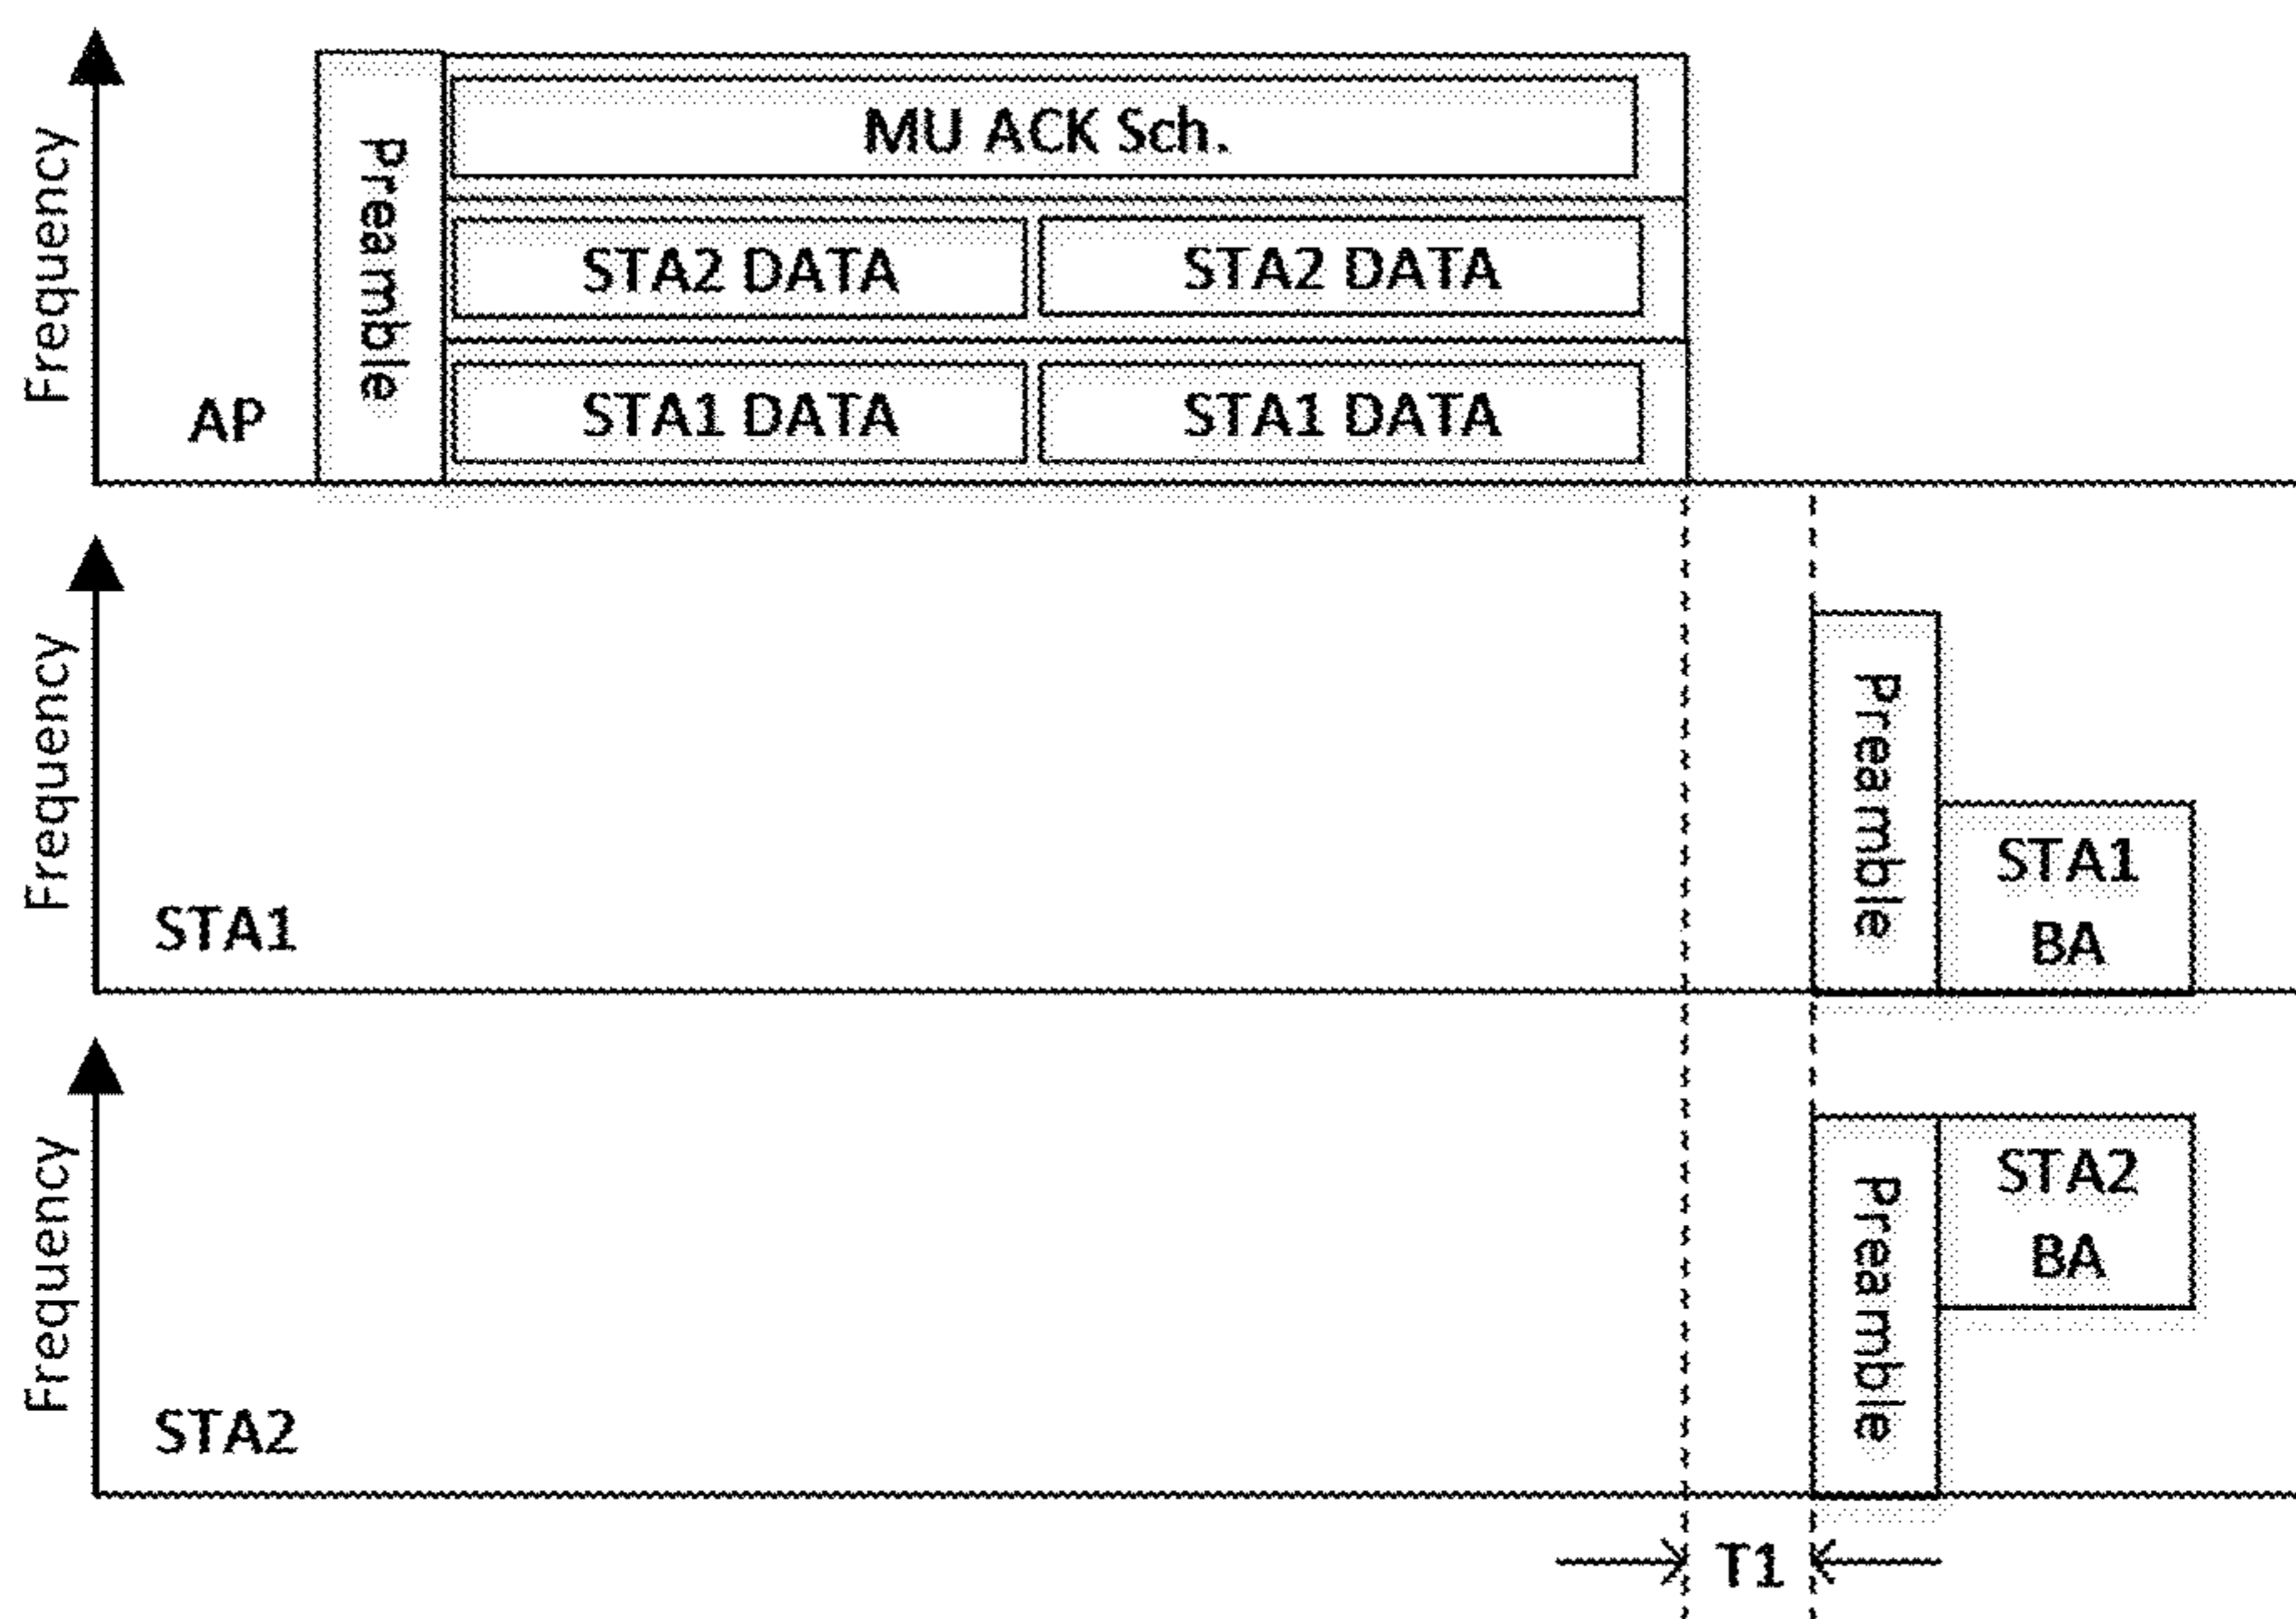 Frequency
AP
Preamble
MU ACK Sch.
STA2 DATA
STA2 DATA
STA1 DATA
STA1 DATA
Frequency
STA1
Preamble
STA1
BA
Frequency
STA2
Preamble
STA2
BA
T1